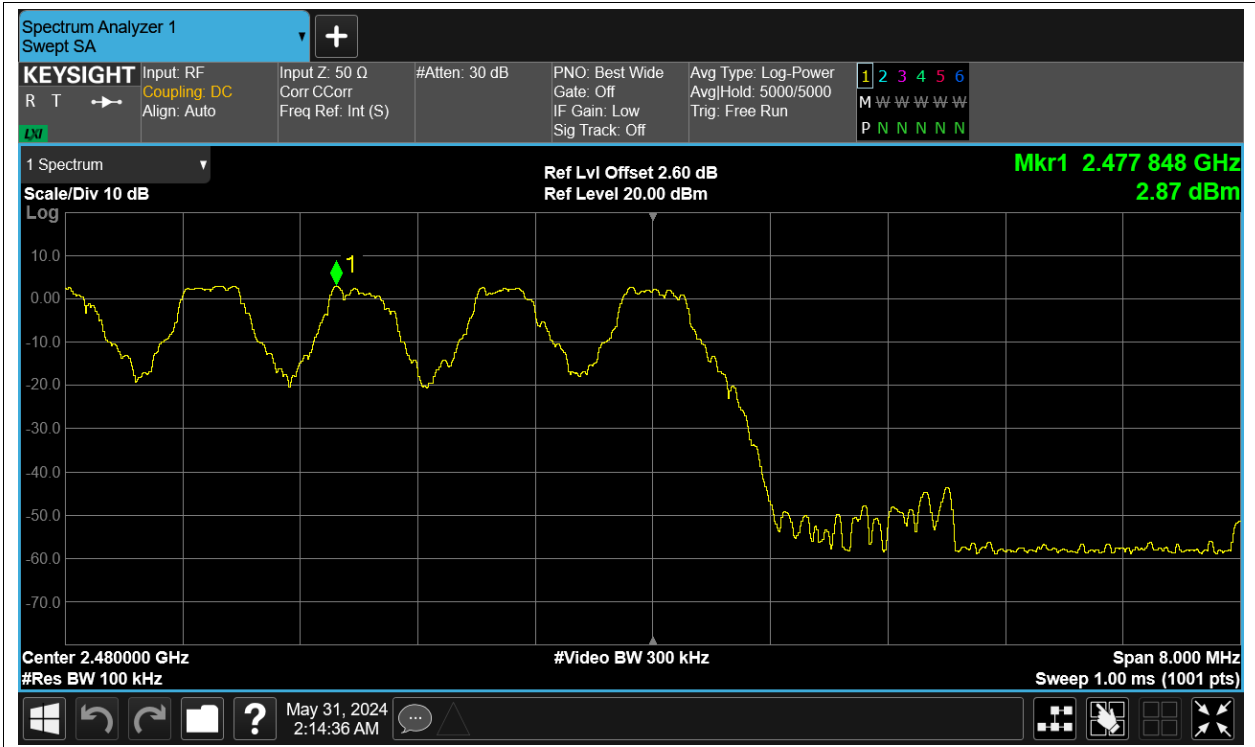 Spectrum Analyzer 1
Swept SA
KEYSIGHT
R T
LXI
Input: RF
Coupling: DC
Align: Auto
Input Z: 50 Ω
Corr CCorr
Freq Ref: Int (S)
#Atten: 30 dB
PNO: Best Wide
Gate: Off
IF Gain: Low
Sig Track: Off
Avg Type: Log-Power
Avg|Hold: 5000/5000
Trig: Free Run
1 2 3 4 5 6
M W W W W W
P N N N N N
1 Spectrum
Scale/Div 10 dB
Log
Ref Lvl Offset 2.60 dB
Ref Level 20.00 dBm
Mkr1 2.477 848 GHz
2.87 dBm
1
10.0
0.00
-10.0
-20.0
-30.0
-40.0
-50.0
-60.0
-70.0
Center 2.480000 GHz
#Res BW 100 kHz
#Video BW 300 kHz
Span 8.000 MHz
Sweep 1.00 ms (1001 pts)
?
May 31, 2024
2:14:36 AM